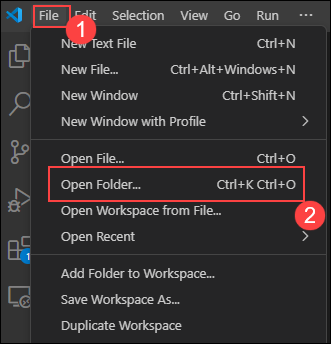 File Edit Selection View Go Run ...
1
New Text File Ctrl+N
New File... Ctrl+Alt+Windows+N
New Window Ctrl+Shift+N
New Window with Profile
Open File... Ctrl+O
Open Folder... Ctrl+K Ctrl+O
Open Workspace from File...
2
Open Recent
1
Add Folder to Workspace...
Save Workspace As...
Duplicate Workspace